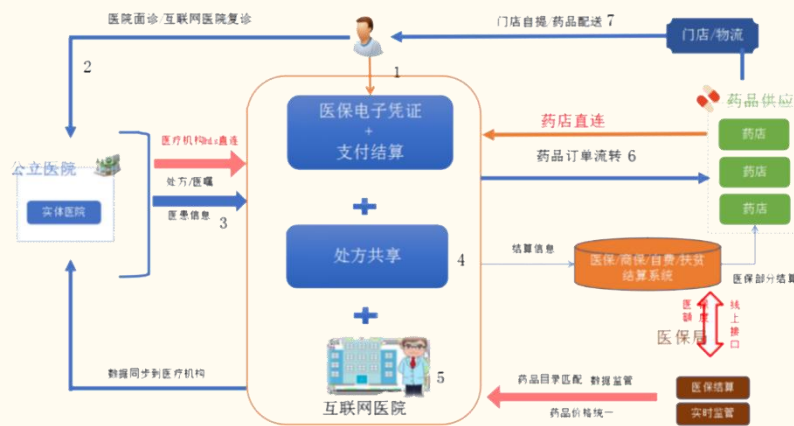 医院面诊/互联网医院复诊
门店自提/药品配送 7
门店/物流
2
1
药品供应
医保电子凭证
+
支付结算
药店直连
药店
医疗机构his直连
药品订单流转 6
公立医院
处方/医嘱
药店
实体医院
医患信息
3
药店
处方共享
4
结算信息
医保/商保/自费/扶贫
结算系统
医保部分结算
医保
额度
线上接口
医保局
数据同步到医疗机构
5
药品目录匹配 数据监管
医保结算
互联网医院
药品价格统一
实时监管